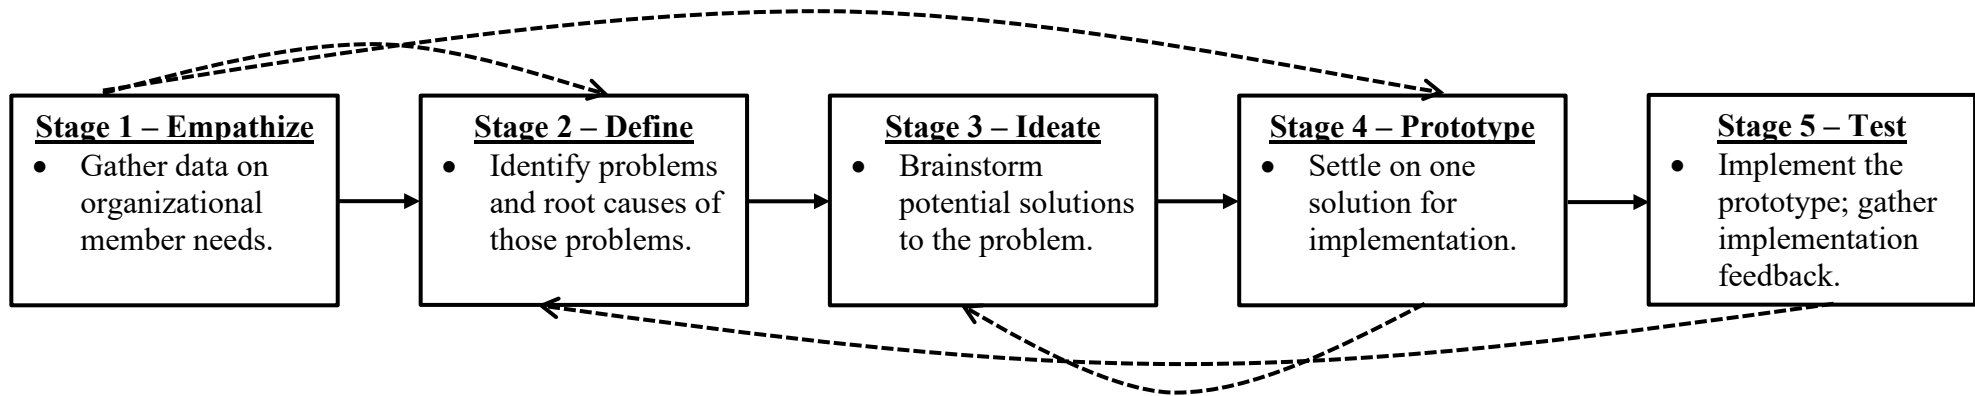 Stage 1 – Empathize
• Gather data on
organizational
member needs.
Stage 2 – Define
• Identify problems
and root causes of
those problems.
Stage 3 – Ideate
• Brainstorm
potential solutions
to the problem.
Stage 4 – Prototype
• Settle on one
solution for
implementation.
Stage 5 – Test
• Implement the
prototype; gather
implementation
feedback.